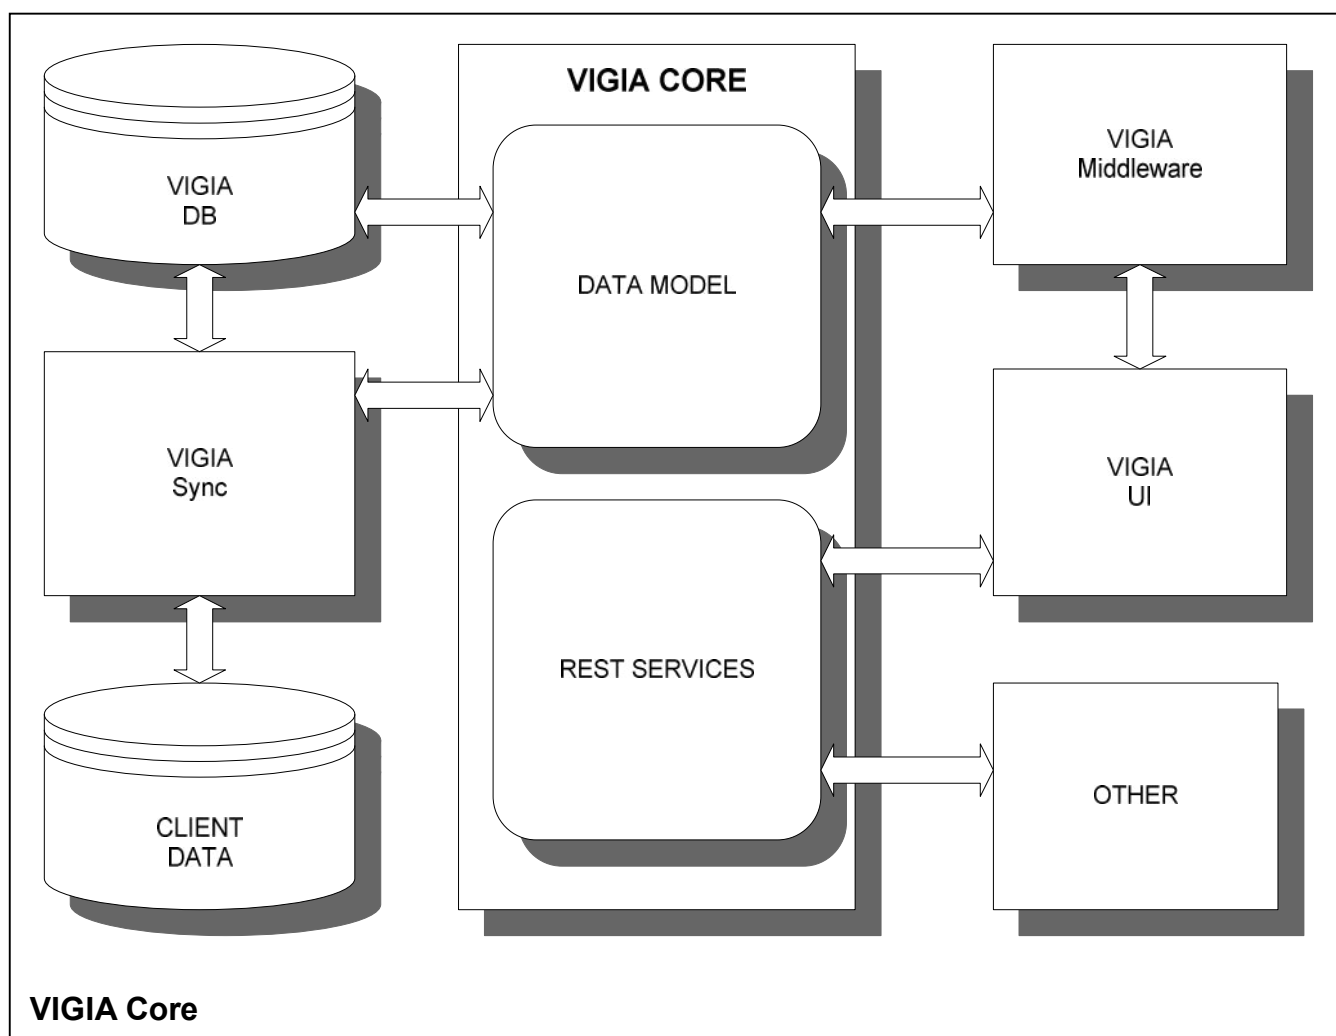 VIGIA CORE
VIGIA
DB
DATA MODEL
VIGIA
Middleware
VIGIA
Sync
VIGIA
UI
REST SERVICES
CLIENT
DATA
OTHER
VIGIA Core